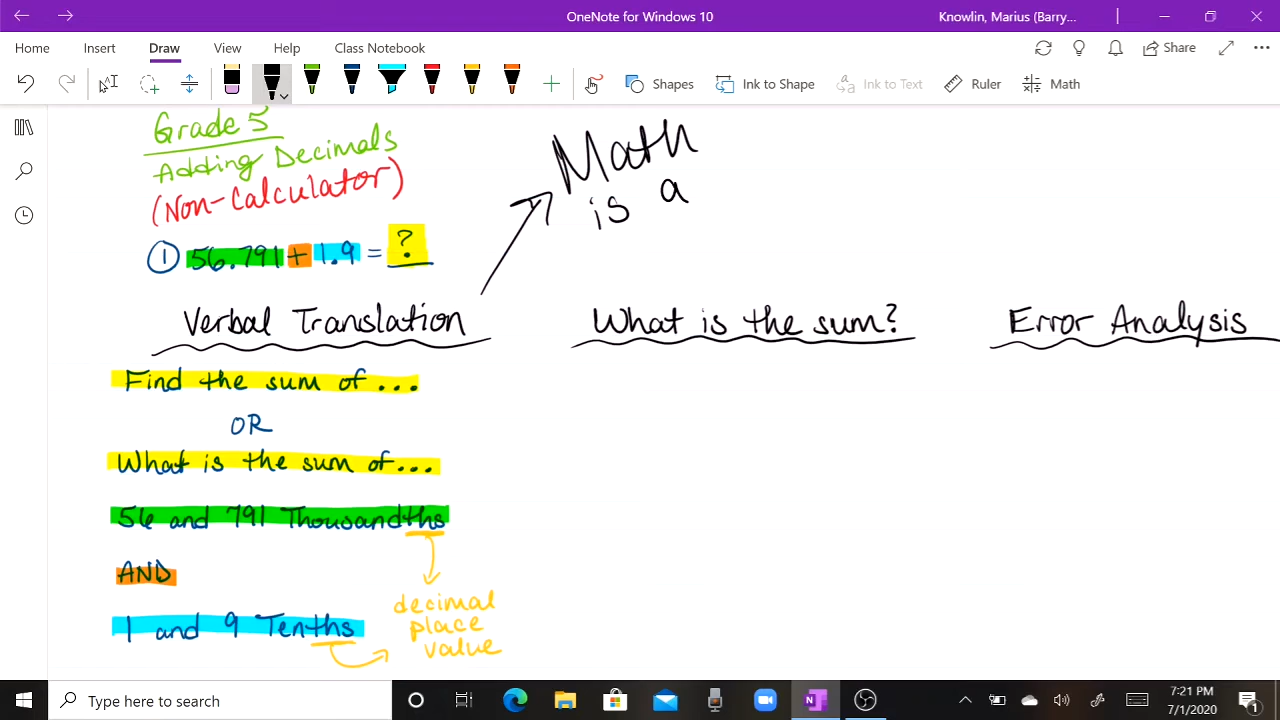 OneNote for Windows 10
Knowlin, Marius (Barry...
Home Insert Draw View Help Class Notebook
Share
Shapes Ink to Shape Ink to Text Ruler Math
Grade 5
Adding Decimals
(Non-Calculator)
Math
is a
1 56.791 + 1.9 = ?
Verbal Translation
What is the sum?
Error Analysis
Find the sum of...
OR
What is the sum of...
56 and 791 Thousandths
AND
1 and 9 Tenths
decimal
place
value
Type here to search
7:21 PM
7/1/2020
1